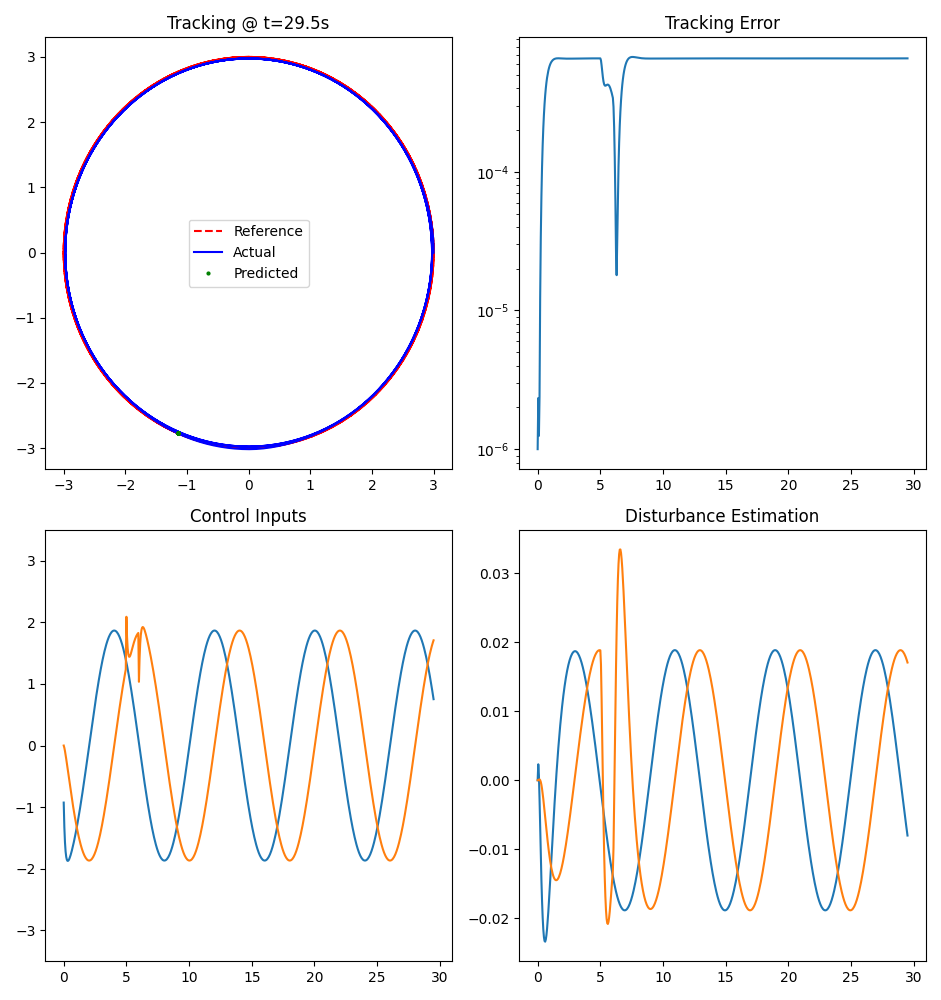 Tracking @ t=29.5s
3
2
1
0
−1
−2
−3
−3 −2 −1 0 1 2 3
Reference
Actual
Predicted
Tracking Error
10⁻⁴
10⁻⁵
10⁻⁶
0 5 10 15 20 25 30
Control Inputs
3
2
1
0
−1
−2
−3
0 5 10 15 20 25 30
Disturbance Estimation
0.03
0.02
0.01
0.00
−0.01
−0.02
0 5 10 15 20 25 30